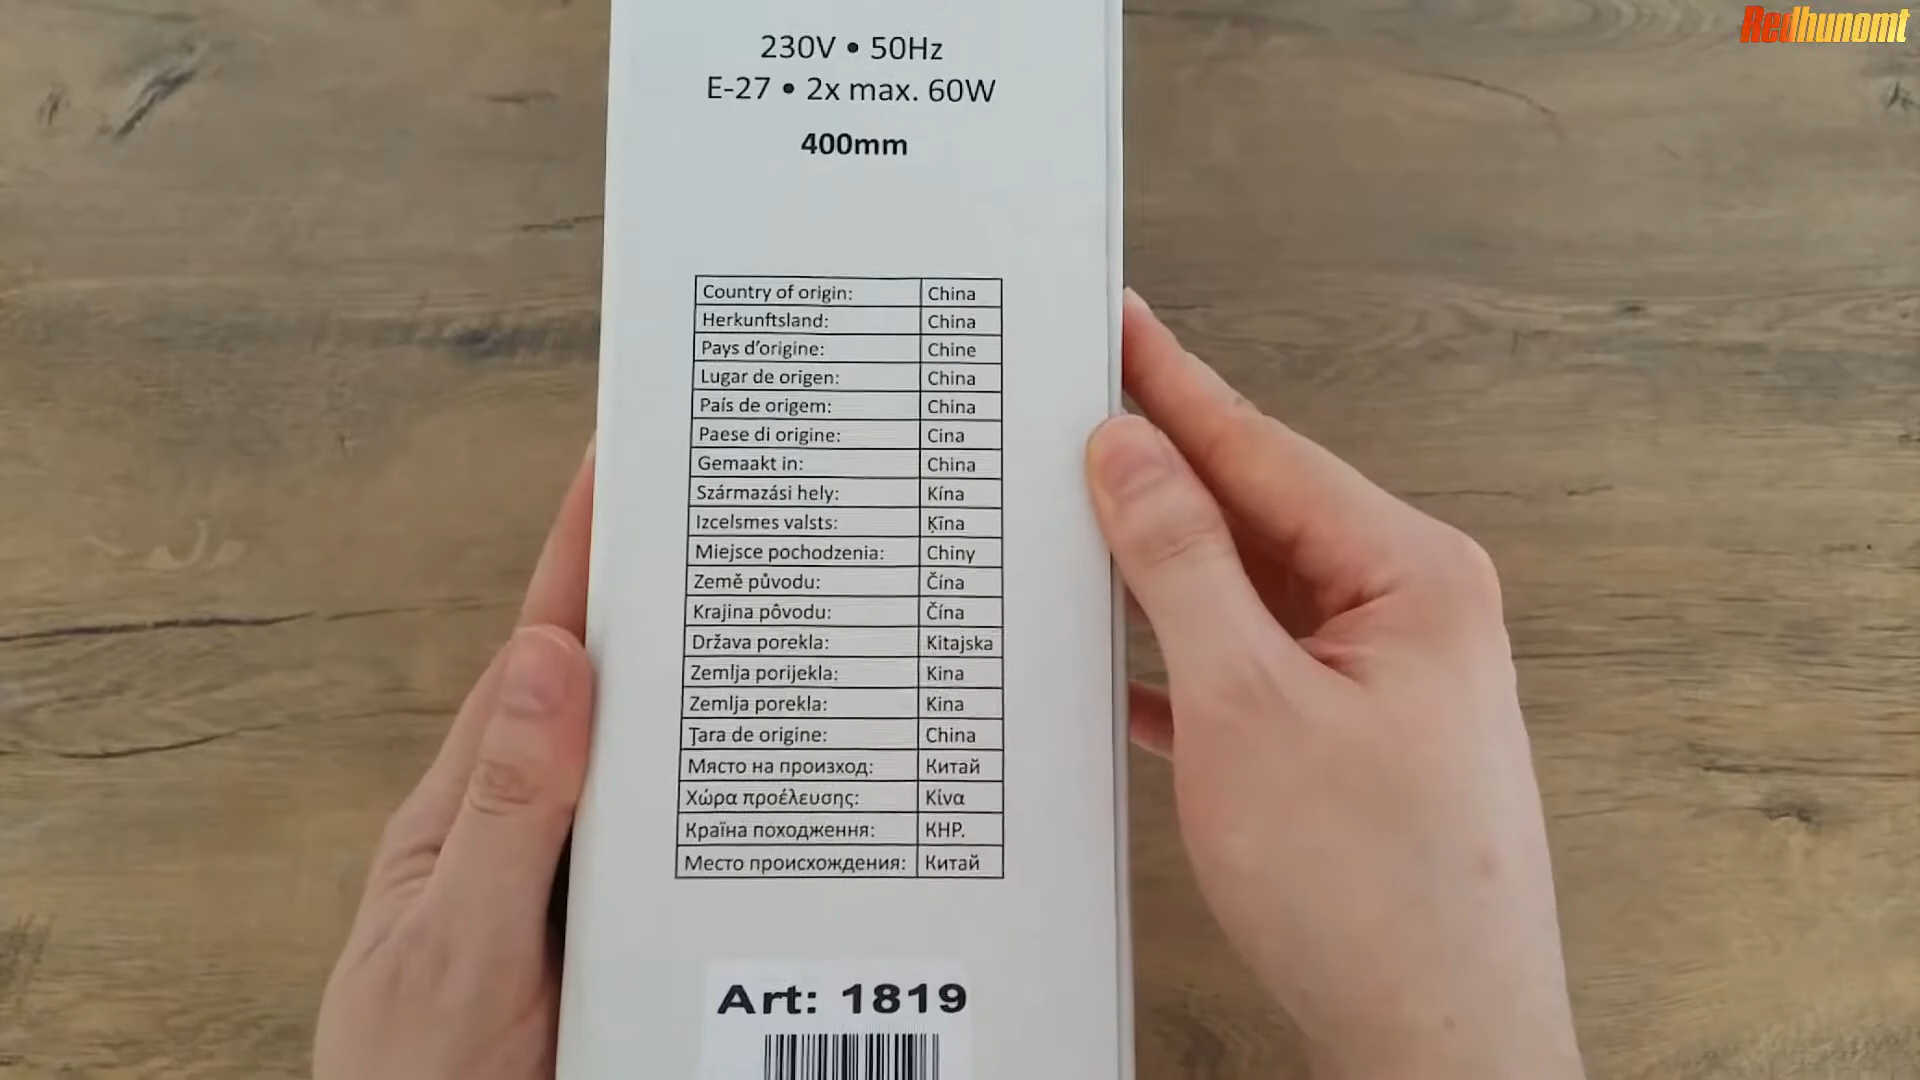 Redhunomt
230V • 50Hz
E-27 • 2x max. 60W
400mm
Country of origin: China
Herkunftsland: China
Pays d’origine: Chine
Lugar de origen: China
País de origem: China
Paese di origine: Cina
Gemaakt in: China
Származási hely: Kína
Izcelsmes valsts: Ķīna
Miejsce pochodzenia: Chiny
Země původu: Čína
Krajina pôvodu: Čína
Država porekla: Kitajska
Zemlja porijekla: Kina
Zemlja porekla: Kina
Ţara de origine: China
Място на произход: Китай
Χώρα προέλευσης: Κίνα
Країна походження: КНР.
Место происхождения: Китай
Art: 1819